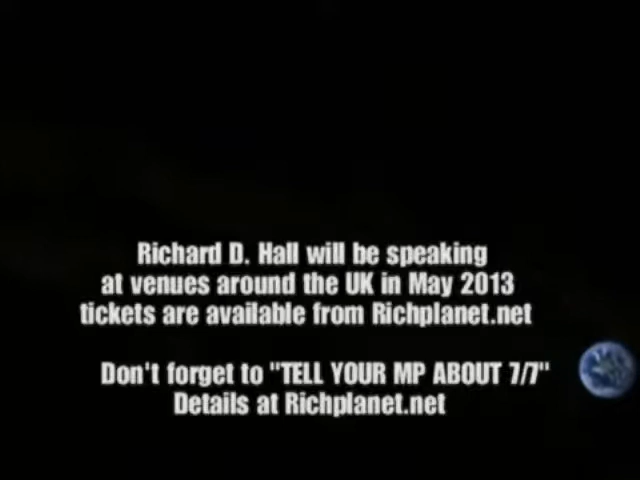 Richard D. Hall will be speaking
at venues around the UK in May 2013
tickets are available from Richplanet.net
Don't forget to "TELL YOUR MP ABOUT 7/7"
Details at Richplanet.net